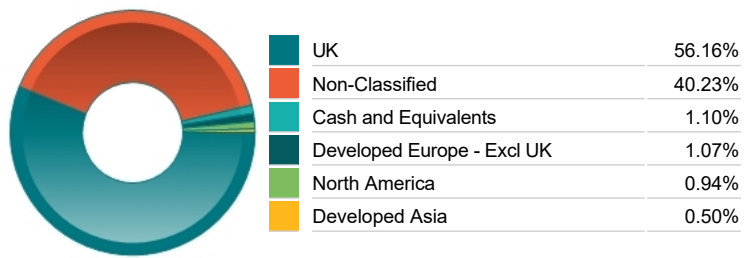 UK 56.16%
Non-Classified 40.23%
Cash and Equivalents 1.10%
Developed Europe - Excl UK 1.07%
North America 0.94%
Developed Asia 0.50%